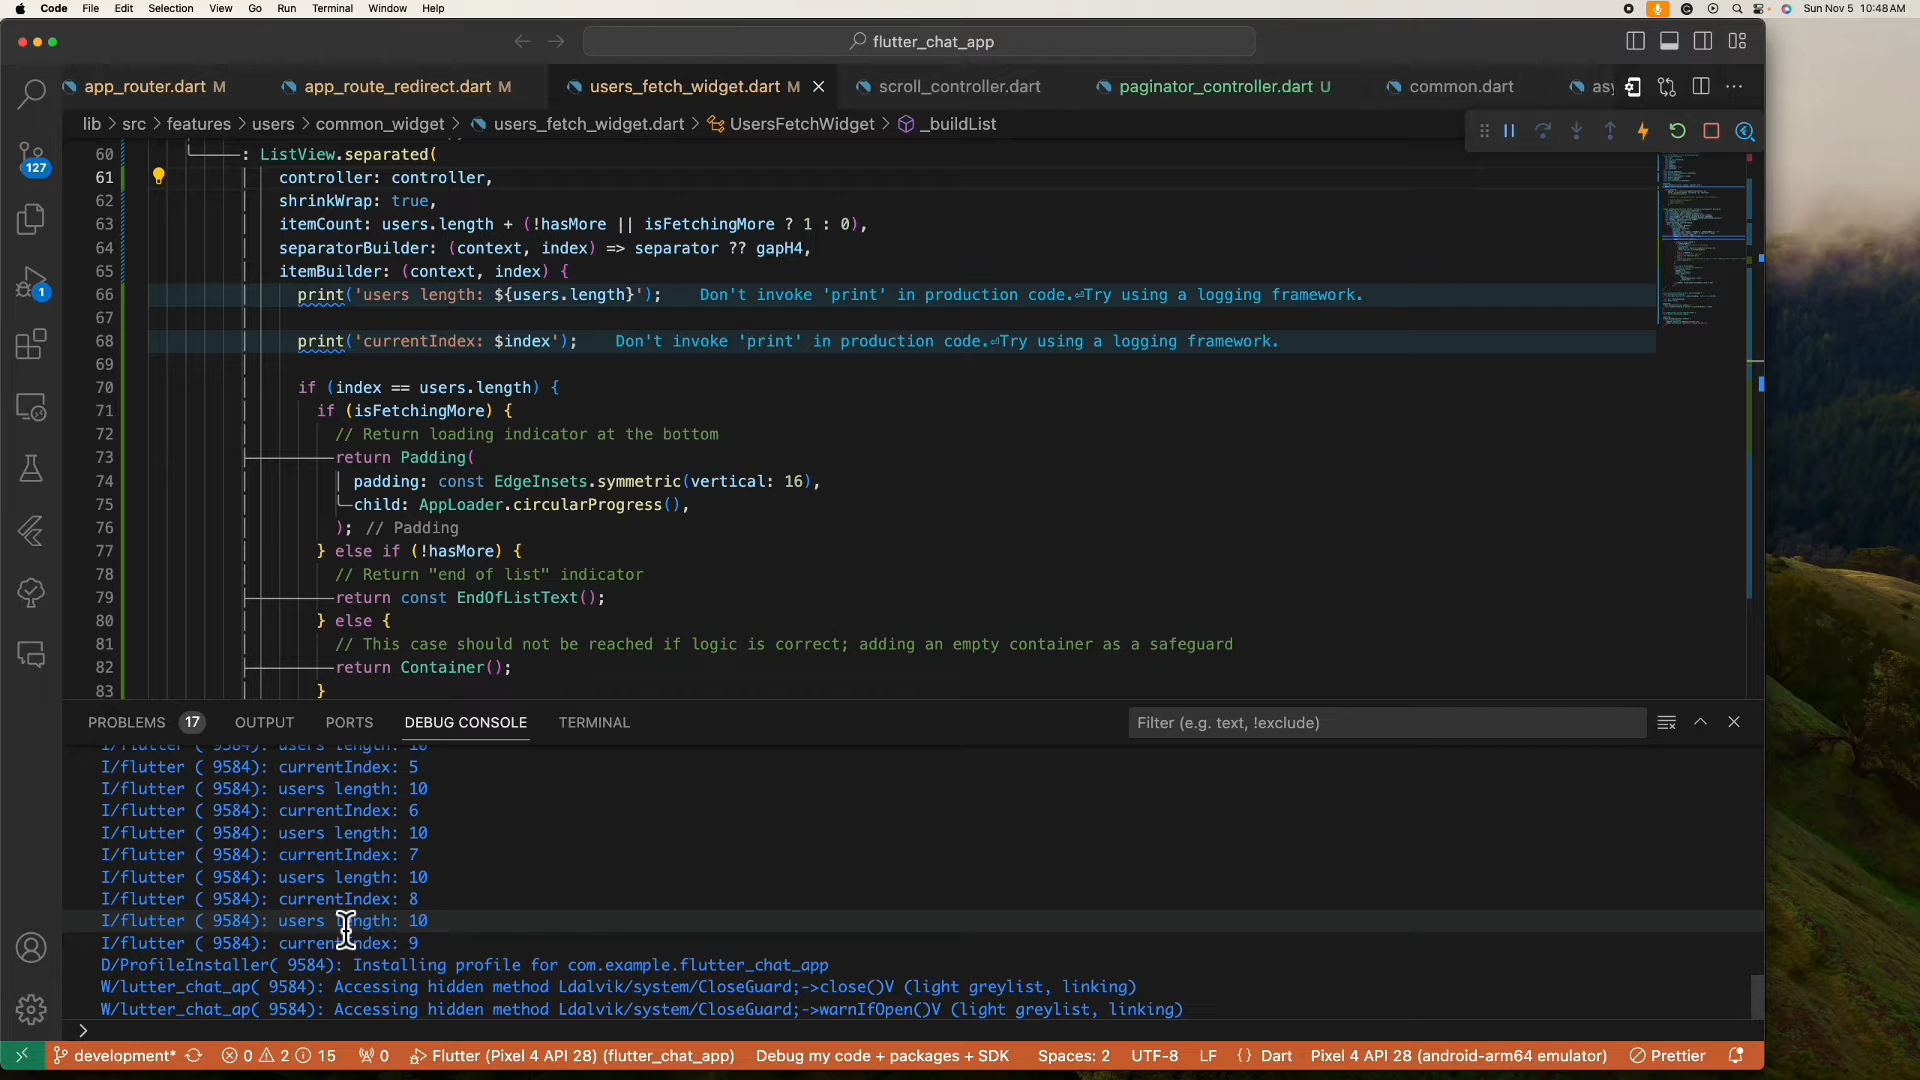 Code File Edit Selection View Go Run Terminal Window Help Sun Nov 5 10:48 AM
flutter_chat_app
app_router.dart M app_route_redirect.dart M users_fetch_widget.dart M scroll_controller.dart paginator_controller.dart U common.dart asy
lib > src > features > users > common_widget > users_fetch_widget.dart > UsersFetchWidget > _buildList
60 : ListView.separated(
61 controller: controller,
62 shrinkWrap: true,
63 itemCount: users.length + (!hasMore || isFetchingMore ? 1 : 0),
64 separatorBuilder: (context, index) => separator ?? gapH4,
65 itemBuilder: (context, index) {
66 print('users length: ${users.length}'); Don't invoke 'print' in production code.⏎Try using a logging framework.
67
68 print('currentIndex: $index'); Don't invoke 'print' in production code.⏎Try using a logging framework.
69
70 if (index == users.length) {
71 if (isFetchingMore) {
72 // Return loading indicator at the bottom
73 return Padding(
74 padding: const EdgeInsets.symmetric(vertical: 16),
75 child: AppLoader.circularProgress(),
76 ); // Padding
77 } else if (!hasMore) {
78 // Return "end of list" indicator
79 return const EndOfListText();
80 } else {
81 // This case should not be reached if logic is correct; adding an empty container as a safeguard
82 return Container();
83 }
127
1
PROBLEMS 17 OUTPUT PORTS DEBUG CONSOLE TERMINAL Filter (e.g. text, !exclude)
I/flutter ( 9584): users length: 10
I/flutter ( 9584): currentIndex: 5
I/flutter ( 9584): users length: 10
I/flutter ( 9584): currentIndex: 6
I/flutter ( 9584): users length: 10
I/flutter ( 9584): currentIndex: 7
I/flutter ( 9584): users length: 10
I/flutter ( 9584): currentIndex: 8
I/flutter ( 9584): users length: 10
I/flutter ( 9584): currentIndex: 9
D/ProfileInstaller( 9584): Installing profile for com.example.flutter_chat_app
W/lutter_chat_ap( 9584): Accessing hidden method Ldalvik/system/CloseGuard;->close()V (light greylist, linking)
W/lutter_chat_ap( 9584): Accessing hidden method Ldalvik/system/CloseGuard;->warnIfOpen()V (light greylist, linking)
>
development* 0 2 15 0 Flutter (Pixel 4 API 28) (flutter_chat_app) Debug my code + packages + SDK Spaces: 2 UTF-8 LF {} Dart Pixel 4 API 28 (android-arm64 emulator) Prettier